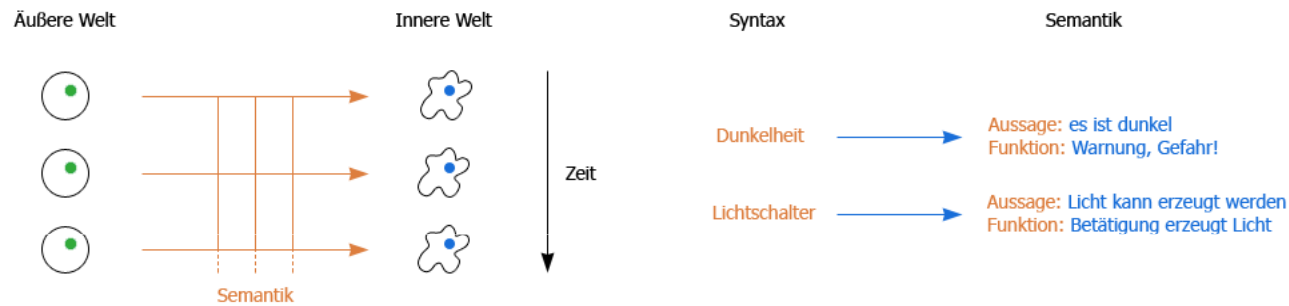 Äußere Welt
Innere Welt
Zeit
Semantik
Syntax
Semantik
Dunkelheit
Aussage: es ist dunkel
Funktion: Warnung, Gefahr!
Lichtschalter
Aussage: Licht kann erzeugt werden
Funktion: Betätigung erzeugt Licht